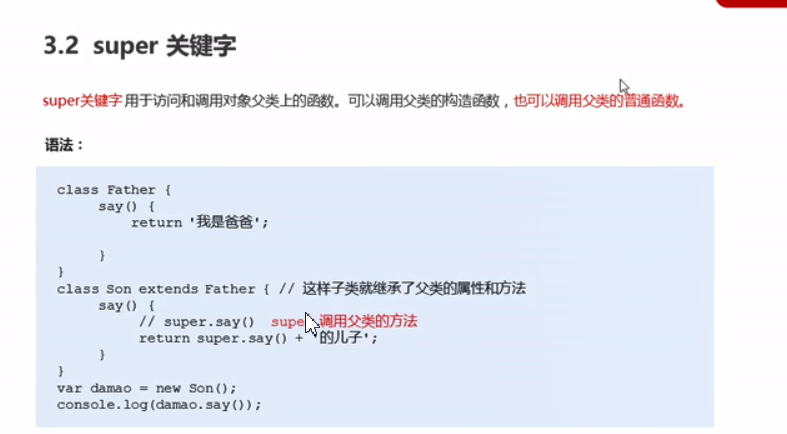 3.2 super 关键字
super关键字 用于访问和调用对象父类上的函数。可以调用父类的构造函数，也可以调用父类的普通函数。
语法：
class Father {
say() {
return '我是爸爸';
}
}
class Son extends Father { // 这样子类就继承了父类的属性和方法
say() {
// super.say() super 调用父类的方法
return super.say() + '的儿子';
}
}
var damao = new Son();
console.log(damao.say());